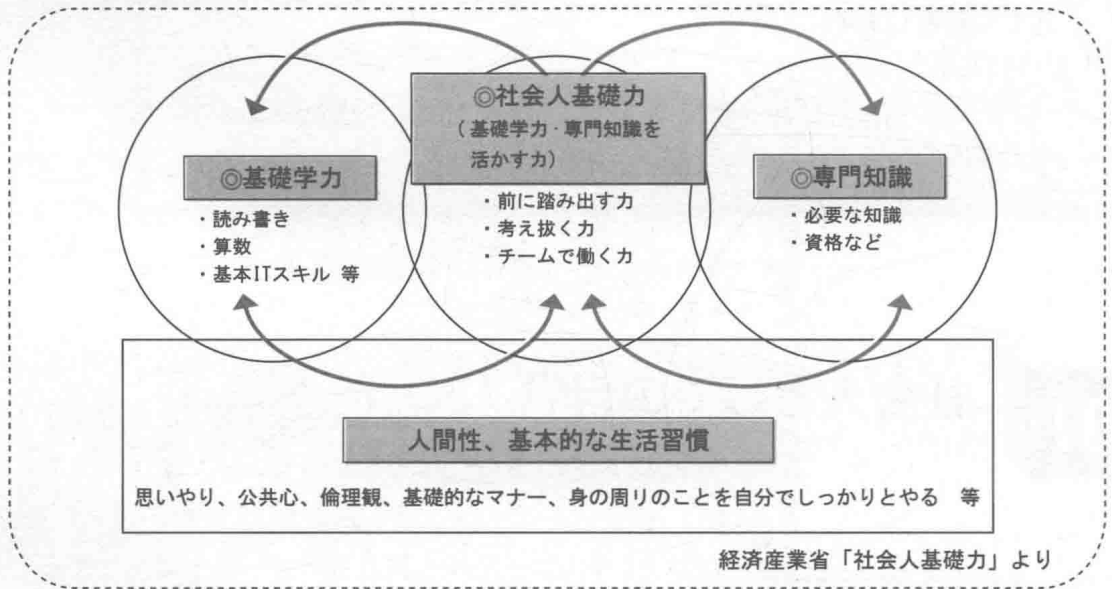 ◎社会人基礎力
（基礎学力・専門知識を
活かす力）
・前に踏み出す力
・考え抜く力
・チームで働く力
◎基礎学力
・読み書き
・算数
・基本ITスキル 等
◎専門知識
・必要な知識
・資格など
人間性、基本的な生活習慣
思いやり、公共心、倫理観、基礎的なマナー、身の周りのことを自分でしっかりとやる 等
経済産業省「社会人基礎力」より